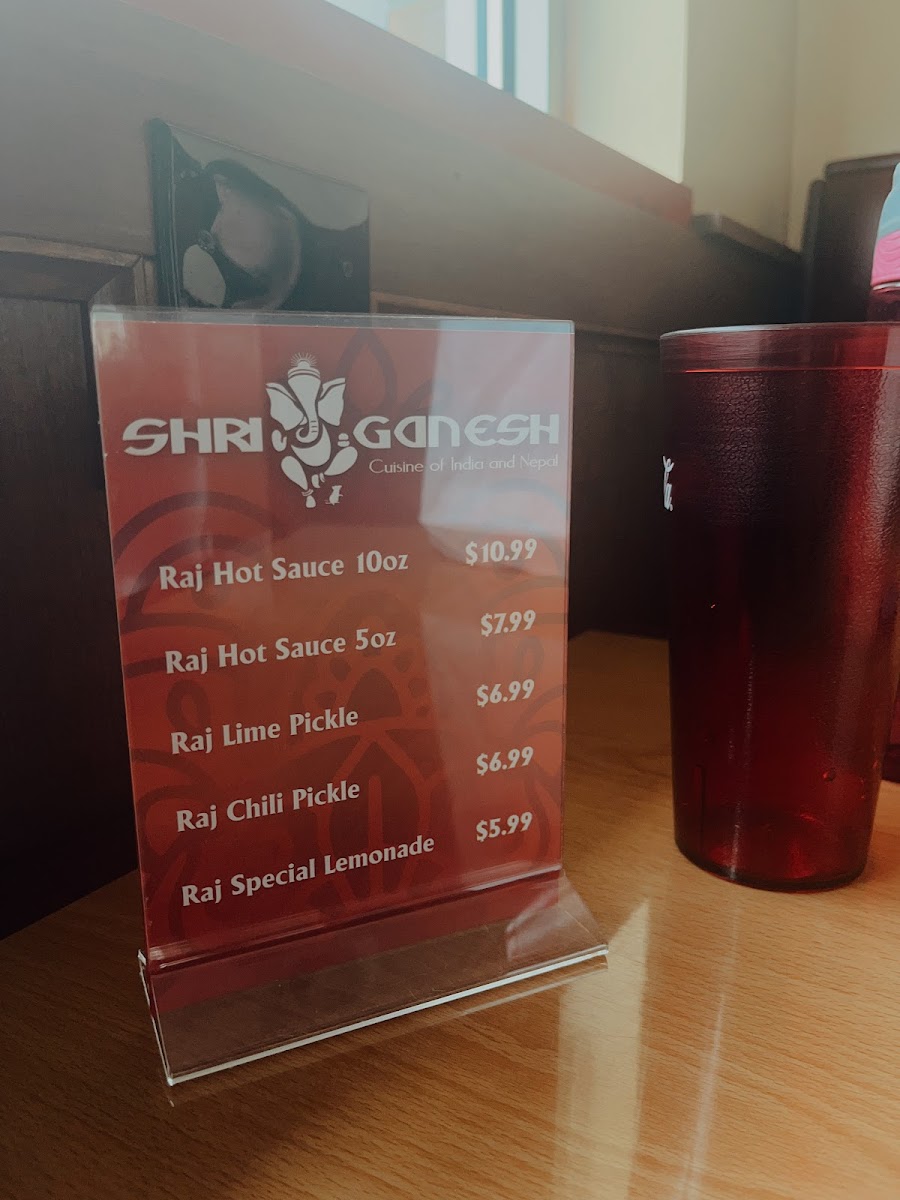 SHRI GANESH
Cuisine of India and Nepal
Raj Hot Sauce 10oz $10.99
Raj Hot Sauce 5oz $7.99
Raj Lime Pickle $6.99
Raj Chili Pickle $6.99
Raj Special Lemonade $5.99